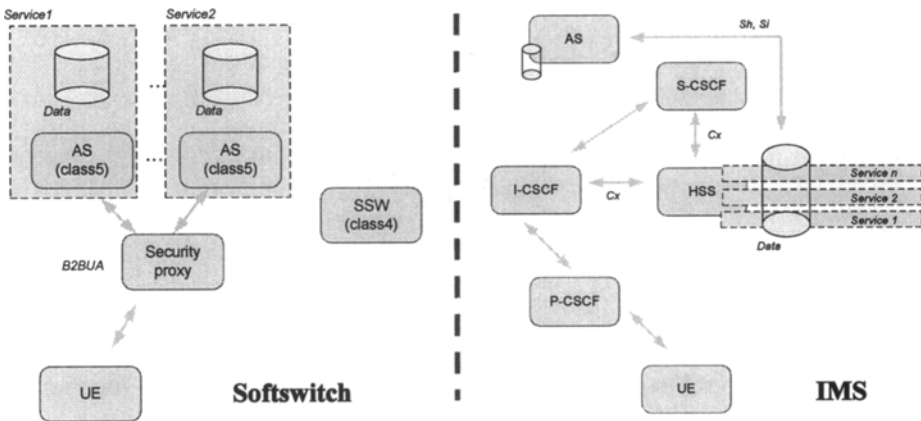 Service1
Service2
Data
...
Data
AS
(class5)
...
AS
(class5)
SSW
(class4)
B2BUA
Security
proxy
UE
Softswitch
AS
Sh, Si
S-CSCF
Cx
I-CSCF
Cx
HSS
Service n
Service 2
Service 1
Data
P-CSCF
UE
IMS